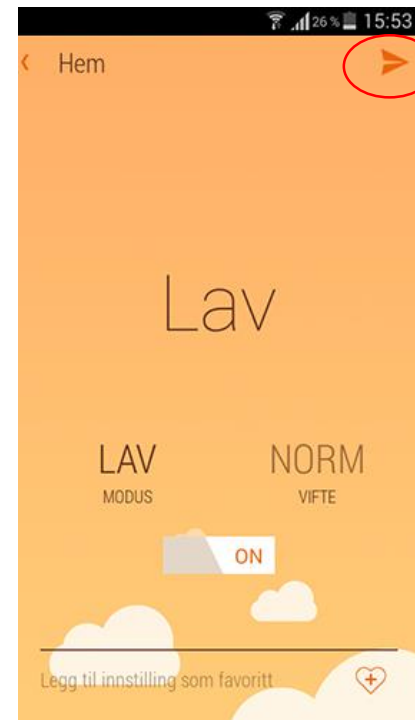 26 % 15:53
Hem
Lav
LAV NORM
MODUS VIFTE
ON
Legg til innstilling som favoritt